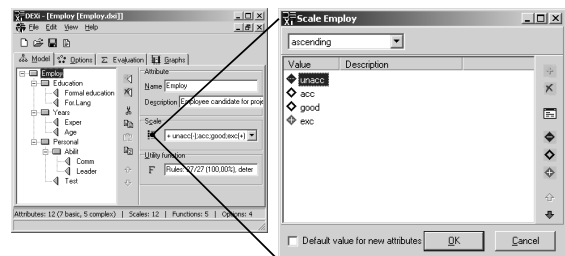 DEXi - [Employ [Employ.dxi]]
File Edit View Help
Model Options Evaluation Graphs
Employ
Education
Formal education
For.Lang
Years
Exper
Age
Personal
Abilit
Comm
Leader
Test
Attribute
Name Employ
Description Employee candidate for proje
Scale
+ unacc(-);acc;good;exc(+)
Utility function
F Rules: 27/27 (100,00%), deter
Attributes: 12 (7 basic, 5 complex) | Scales: 12 | Functions: 5 | Options: 4
Scale Employ
ascending
Value Description
unacc
acc
good
exc
Default value for new attributes OK Cancel